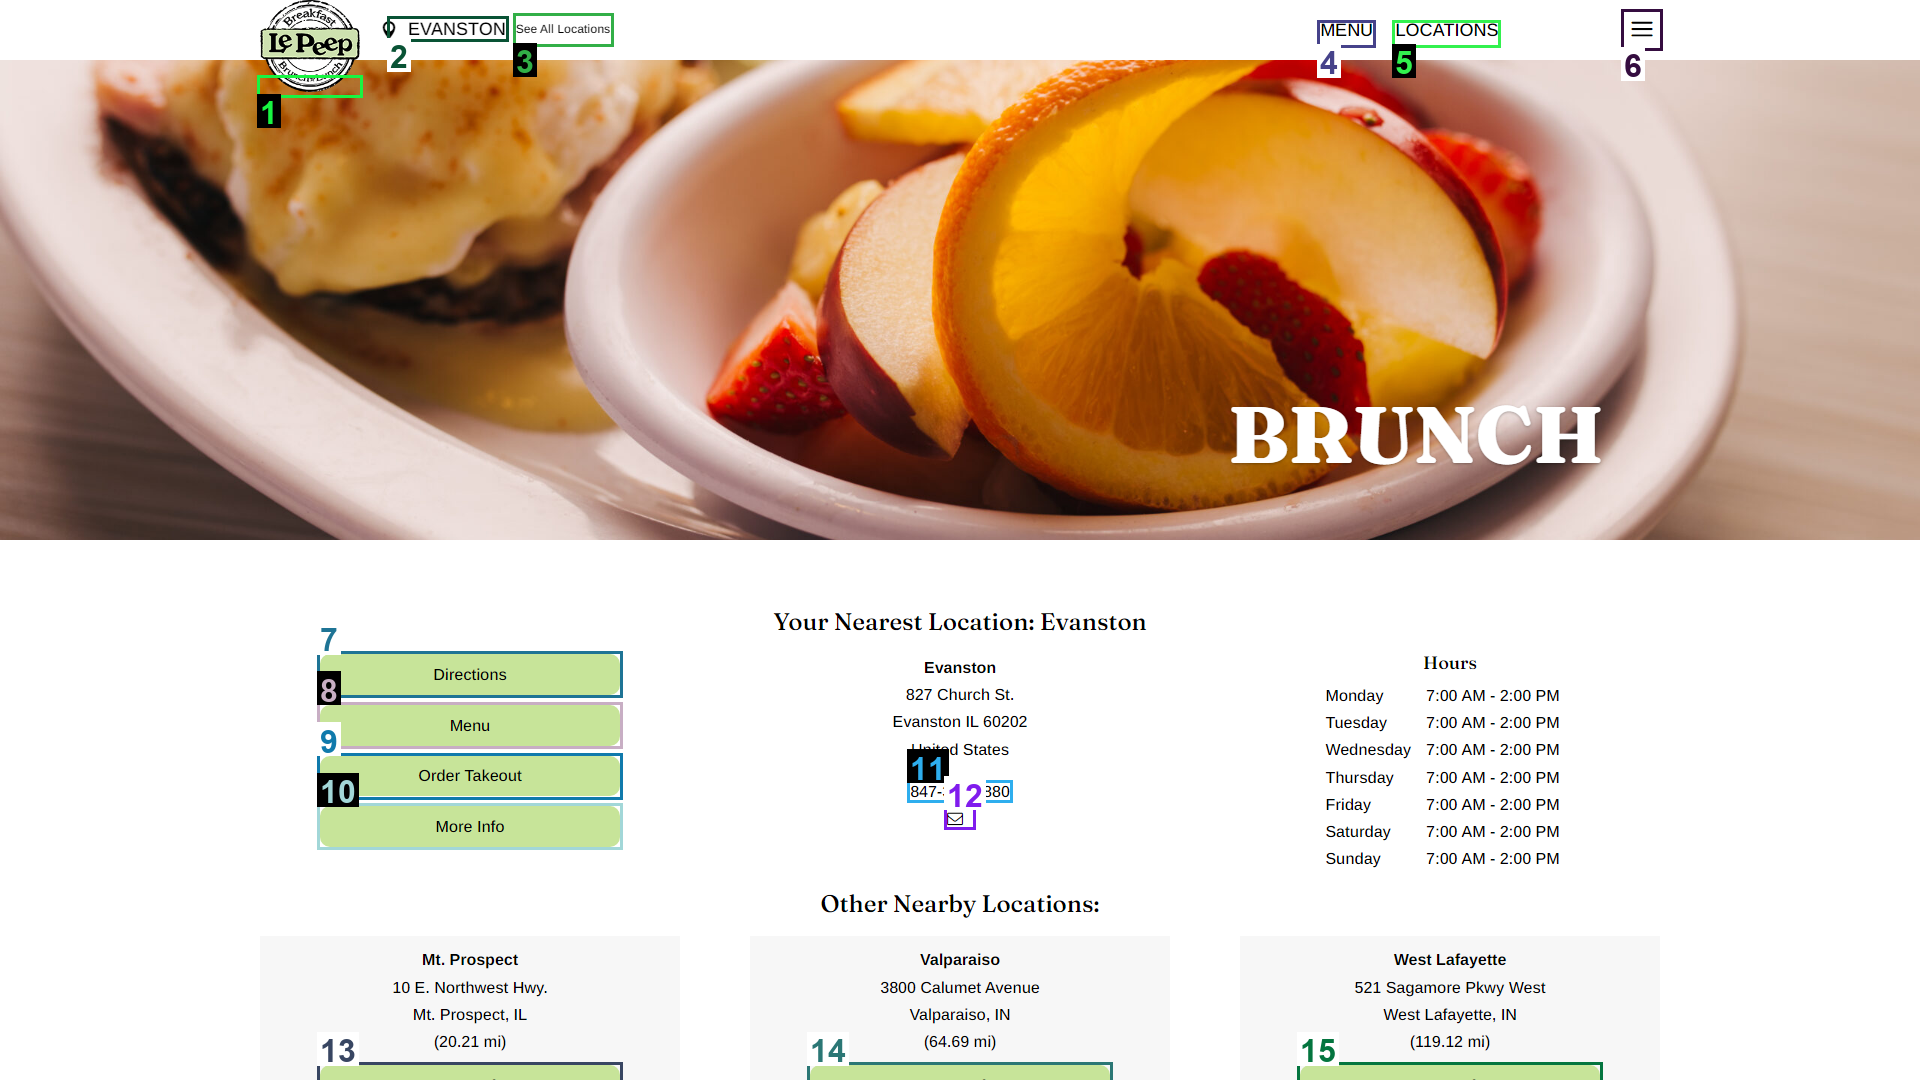 Breakfast
Le Peep
Brunch & Lunch
1
EVANSTON
2
See All Locations
3
MENU
4
LOCATIONS
5
6
BRUNCH
Your Nearest Location: Evanston
7
Directions
8
Menu
9
Order Takeout
10
More Info
Evanston
827 Church St.
Evanston IL 60202
United States
11
847- 380
12
Hours
Monday 7:00 AM - 2:00 PM
Tuesday 7:00 AM - 2:00 PM
Wednesday 7:00 AM - 2:00 PM
Thursday 7:00 AM - 2:00 PM
Friday 7:00 AM - 2:00 PM
Saturday 7:00 AM - 2:00 PM
Sunday 7:00 AM - 2:00 PM
Other Nearby Locations:
Mt. Prospect
10 E. Northwest Hwy.
Mt. Prospect, IL
(20.21 mi)
13
Valparaiso
3800 Calumet Avenue
Valparaiso, IN
(64.69 mi)
14
West Lafayette
521 Sagamore Pkwy West
West Lafayette, IN
(119.12 mi)
15